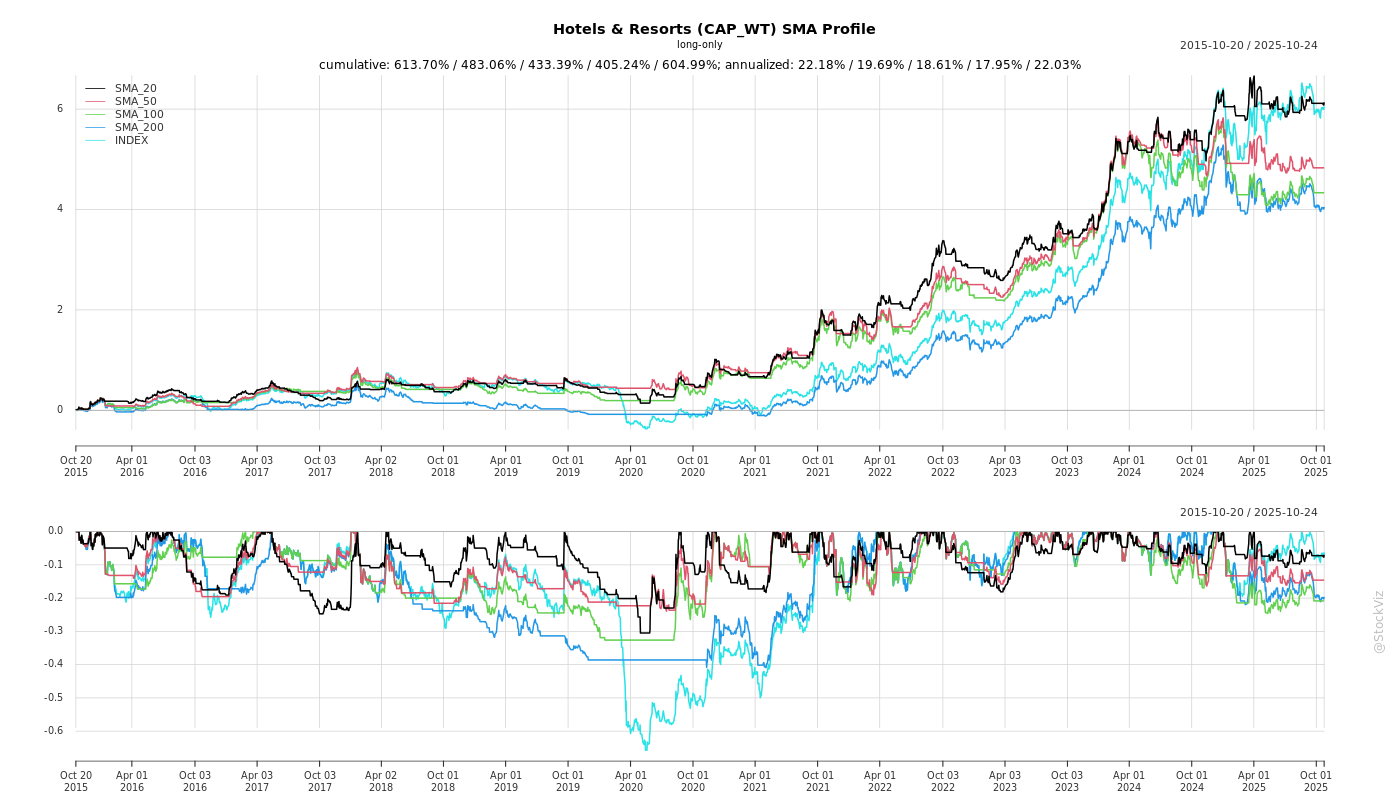 Hotels & Resorts (CAP_WT) SMA Profile
long-only
2015-10-20 / 2025-10-24
cumulative: 613.70% / 483.06% / 433.39% / 405.24% / 604.99%; annualized: 22.18% / 19.69% / 18.61% / 17.95% / 22.03%
SMA_20
SMA_50
SMA_100
SMA_200
INDEX
6
4
2
0
Oct 20 Apr 01 Oct 03 Apr 03 Oct 03 Apr 02 Oct 01 Apr 01 Oct 01 Apr 01 Oct 01 Apr 01 Oct 01 Apr 01 Oct 03 Apr 03 Oct 03 Apr 01 Oct 01 Apr 01 Oct 01
2015 2016 2016 2017 2017 2018 2018 2019 2019 2020 2020 2021 2021 2022 2022 2023 2023 2024 2024 2025 2025
2015-10-20 / 2025-10-24
0.0
-0.1
-0.2
-0.3
-0.4
-0.5
-0.6
Oct 20 Apr 01 Oct 03 Apr 03 Oct 03 Apr 02 Oct 01 Apr 01 Oct 01 Apr 01 Oct 01 Apr 01 Oct 01 Apr 01 Oct 03 Apr 03 Oct 03 Apr 01 Oct 01 Apr 01 Oct 01
2015 2016 2016 2017 2017 2018 2018 2019 2019 2020 2020 2021 2021 2022 2022 2023 2023 2024 2024 2025 2025
@StockViz